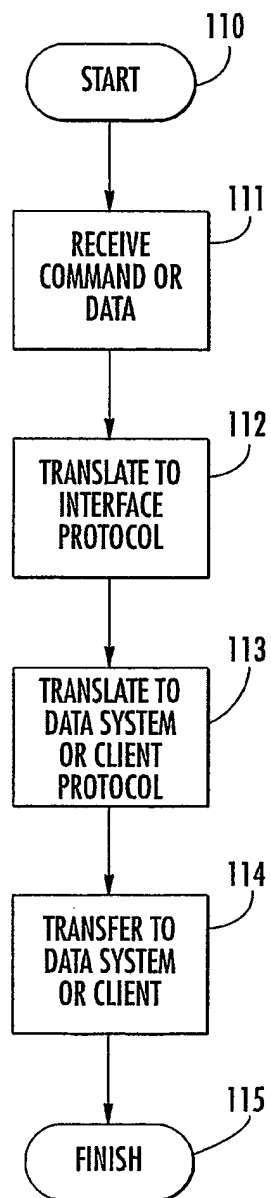 110
START
111
RECEIVE
COMMAND OR
DATA
112
TRANSLATE TO
INTERFACE
PROTOCOL
113
TRANSLATE TO
DATA SYSTEM
OR CLIENT
PROTOCOL
114
TRANSFER TO
DATA SYSTEM
OR CLIENT
115
FINISH